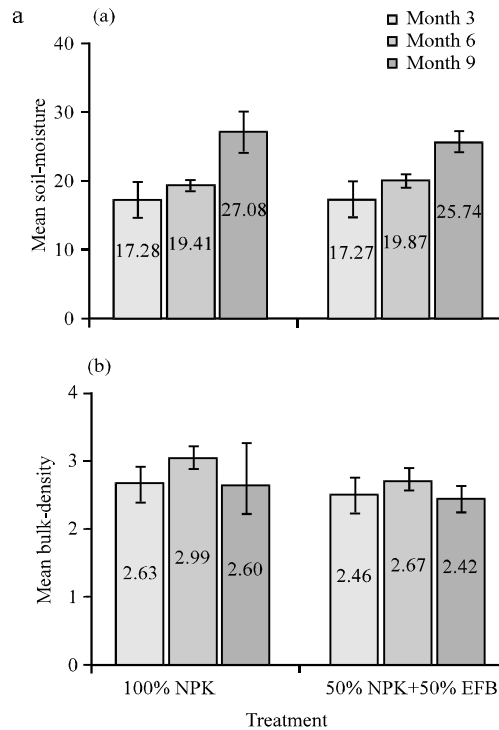 a
(a)
Month 3
Month 6
Month 9
40
30
20
10
0
Mean soil-moisture
17.28
19.41
27.08
17.27
19.87
25.74
(b)
4
3
2
1
0
Mean bulk-density
2.63
2.99
2.60
2.46
2.67
2.42
100% NPK
50% NPK+50% EFB
Treatment